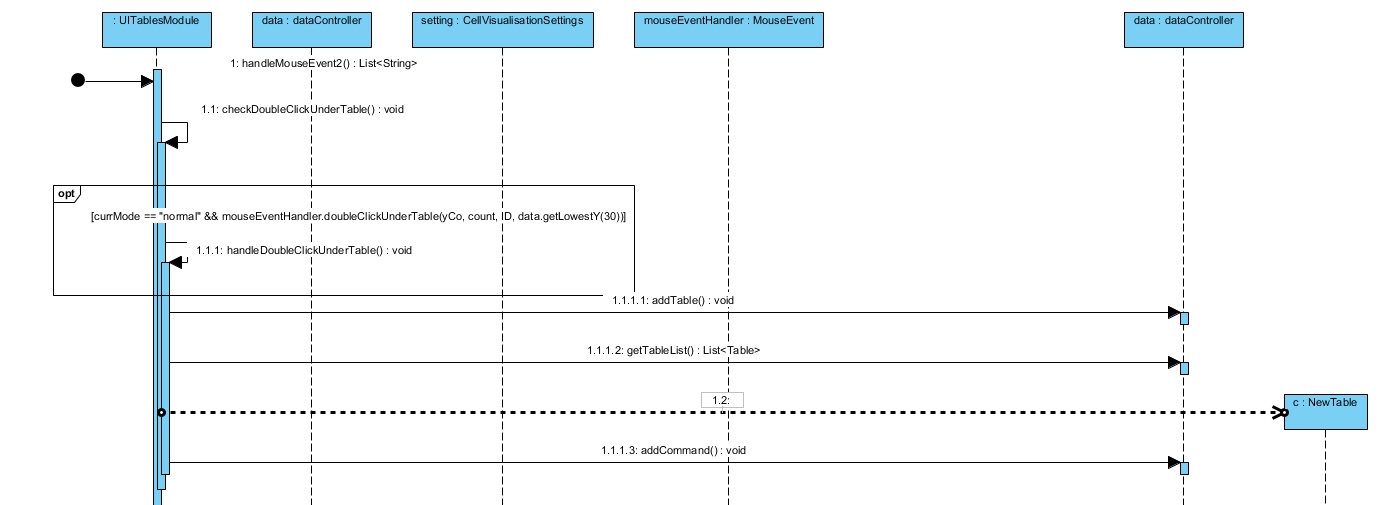 : UITablesModule
data : dataController
setting : CellVisualisationSettings
mouseEventHandler : MouseEvent
data : dataController
1: handleMouseEvent2() : List<String>
1.1: checkDoubleClickUnderTable() : void
opt
[currMode == "normal" && mouseEventHandler.doubleClickUnderTable(yCo, count, ID, data.getLowestY(30))]
1.1.1: handleDoubleClickUnderTable() : void
1.1.1.1: addTable() : void
1.1.1.2: getTableList() : List<Table>
1.2:
c : NewTable
1.1.1.3: addCommand() : void